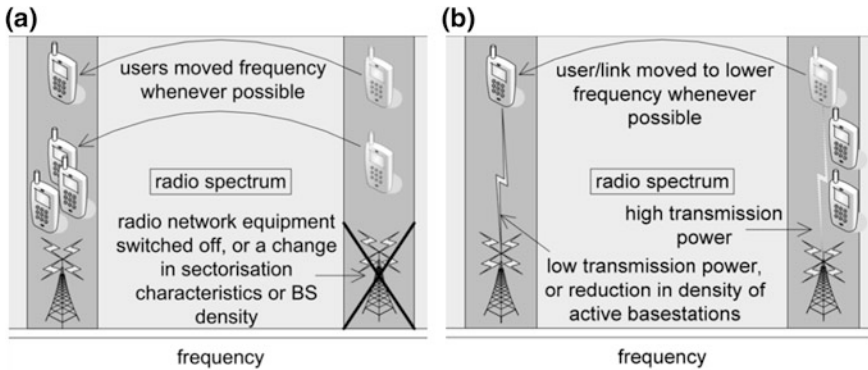 (a)
users moved frequency
whenever possible
radio spectrum
radio network equipment
switched off, or a change
in sectorisation
characteristics or BS
density
frequency
(b)
user/link moved to lower
frequency whenever
possible
radio spectrum
high transmission
power
low transmission power,
or reduction in density of
active basestations
frequency